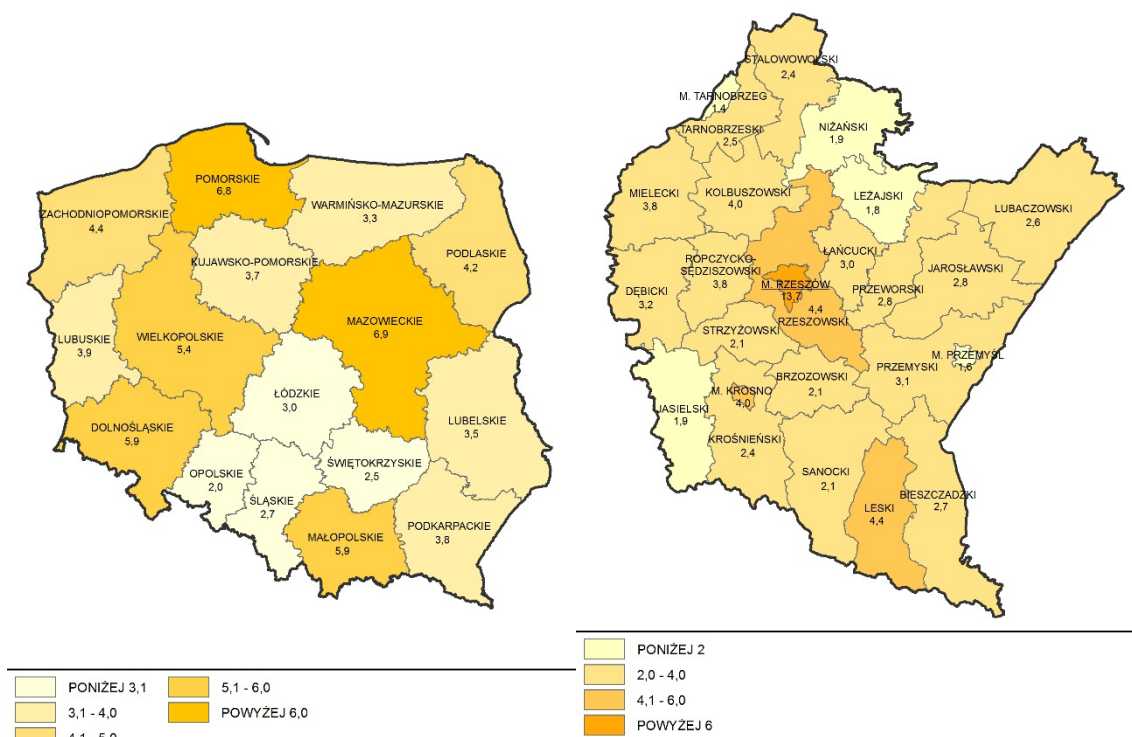 POMORSKIE
6,8
ZACHODNIOPOMORSKIE
4,4
WARMIŃSKO-MAZURSKIE
3,3
PODLASKIE
4,2
KUJAWSKO-POMORSKIE
3,7
MAZOWIECKIE
6,9
LUBUSKIE
3,9
WIELKOPOLSKIE
5,4
ŁÓDZKIE
3,0
LUBELSKIE
3,5
DOLNOŚLĄSKIE
5,9
OPOLSKIE
2,0
ŚLĄSKIE
2,7
ŚWIĘTOKRZYSKIE
2,5
MAŁOPOLSKIE
5,9
PODKARPACKIE
3,8
PONIŻEJ 3,1
3,1 - 4,0
4,1 - 5,0
5,1 - 6,0
POWYŻEJ 6,0
STALOWOWOLSKI
2,4
M. TARNOBRZEG
1,4
TARNOBRZESKI
2,5
NIŻAŃSKI
1,9
MIELECKI
3,8
KOLBUSZOWSKI
4,0
LEŻAJSKI
1,8
LUBACZOWSKI
2,6
ROPCZYCKO-
SĘDZISZOWSKI
3,8
ŁAŃCUCKI
3,0
JAROSŁAWSKI
2,8
DĘBICKI
3,2
M. RZESZÓW
13,7
PRZEWORSKI
2,8
4,4
RZESZOWSKI
STRZYŻOWSKI
2,1
M. PRZEMYŚL
1,6
PRZEMYSKI
3,1
BRZOZOWSKI
2,1
M. KROSNO
4,0
JASIELSKI
1,9
KROŚNIEŃSKI
2,4
SANOCKI
2,1
LESKI
4,4
BIESZCZADZKI
2,7
PONIŻEJ 2
2,0 - 4,0
4,1 - 6,0
POWYŻEJ 6